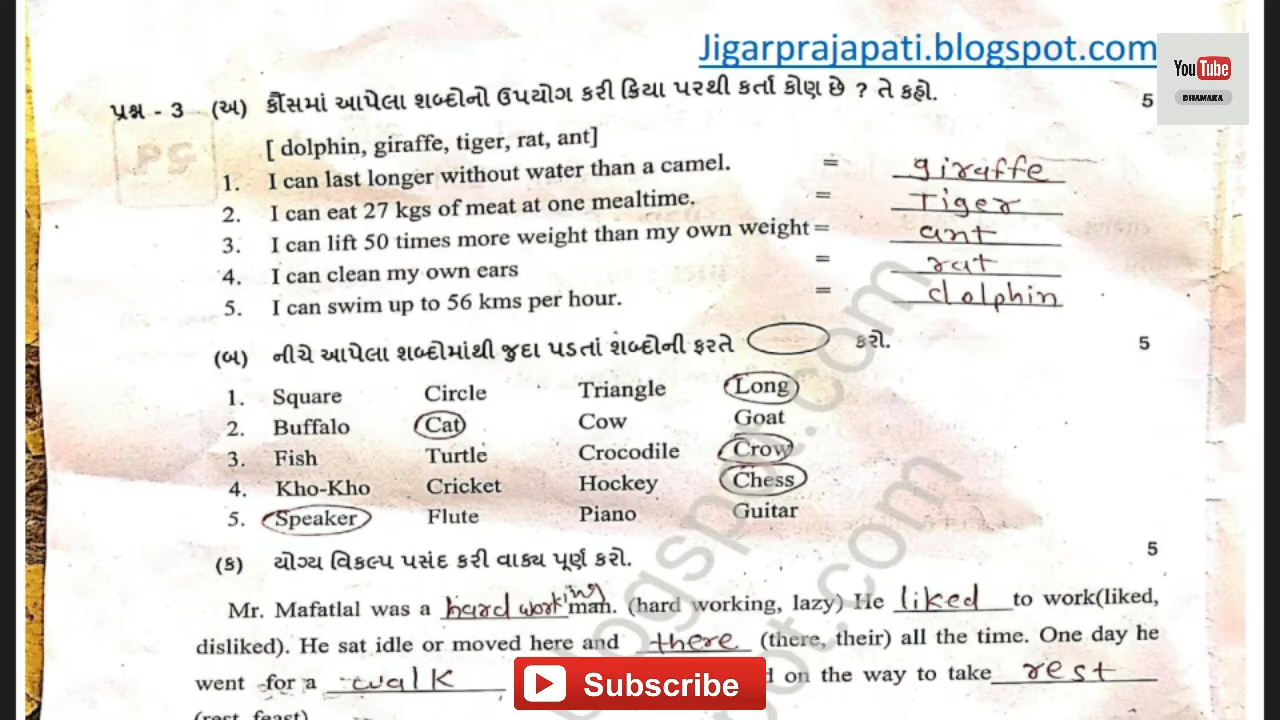 Jigarprajapati.blogspot.com
YouTube
DHAMAKA
પ્રશ્ન - 3 (અ) કૌંસમાં આપેલા શબ્દોનો ઉપયોગ કરી ક્રિયા પરથી કર્તા કોણ છે ? તે કહો. 5
[ dolphin, giraffe, tiger, rat, ant]
1. I can last longer without water than a camel. = giraffe
2. I can eat 27 kgs of meat at one mealtime. = Tiger
3. I can lift 50 times more weight than my own weight = ant
4. I can clean my own ears = rat
5. I can swim up to 56 kms per hour. = dolphin
(બ) નીચે આપેલા શબ્દોમાંથી જુદા પડતાં શબ્દોની ફરતે કરો. 5
1. Square Circle Triangle Long
2. Buffalo Cat Cow Goat
3. Fish Turtle Crocodile Crow
4. Kho-Kho Cricket Hockey Chess
5. Speaker Flute Piano Guitar
(ક) યોગ્ય વિકલ્પ પસંદ કરી વાક્ય પૂર્ણ કરો. 5
Mr. Mafatlal was a hard working man. (hard working, lazy) He liked to work(liked,
disliked). He sat idle or moved here and there (there, their) all the time. One day he
went for a walk on the way to take rest
Subscribe
(rest, feast)